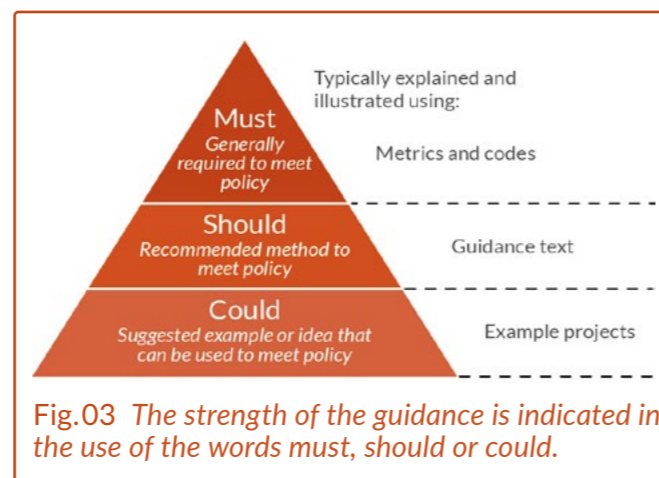 Typically explained and
illustrated using:
Must
Generally
required to meet
policy
Metrics and codes
Should
Recommended method to
meet policy
Guidance text
Could
Suggested example or idea that
can be used to meet policy
Example projects
Fig.03 The strength of the guidance is indicated in
the use of the words must, should or could.